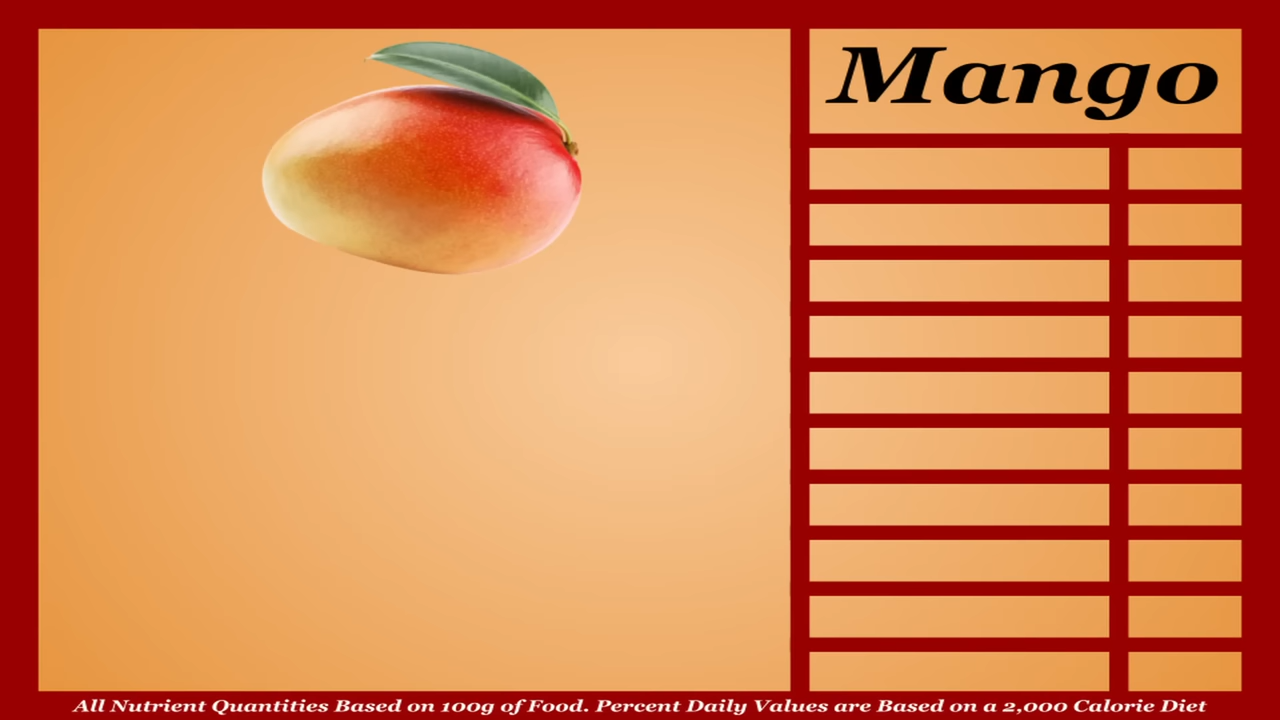 Mango
All Nutrient Quantities Based on 100g of Food. Percent Daily Values are Based on a 2,000 Calorie Diet